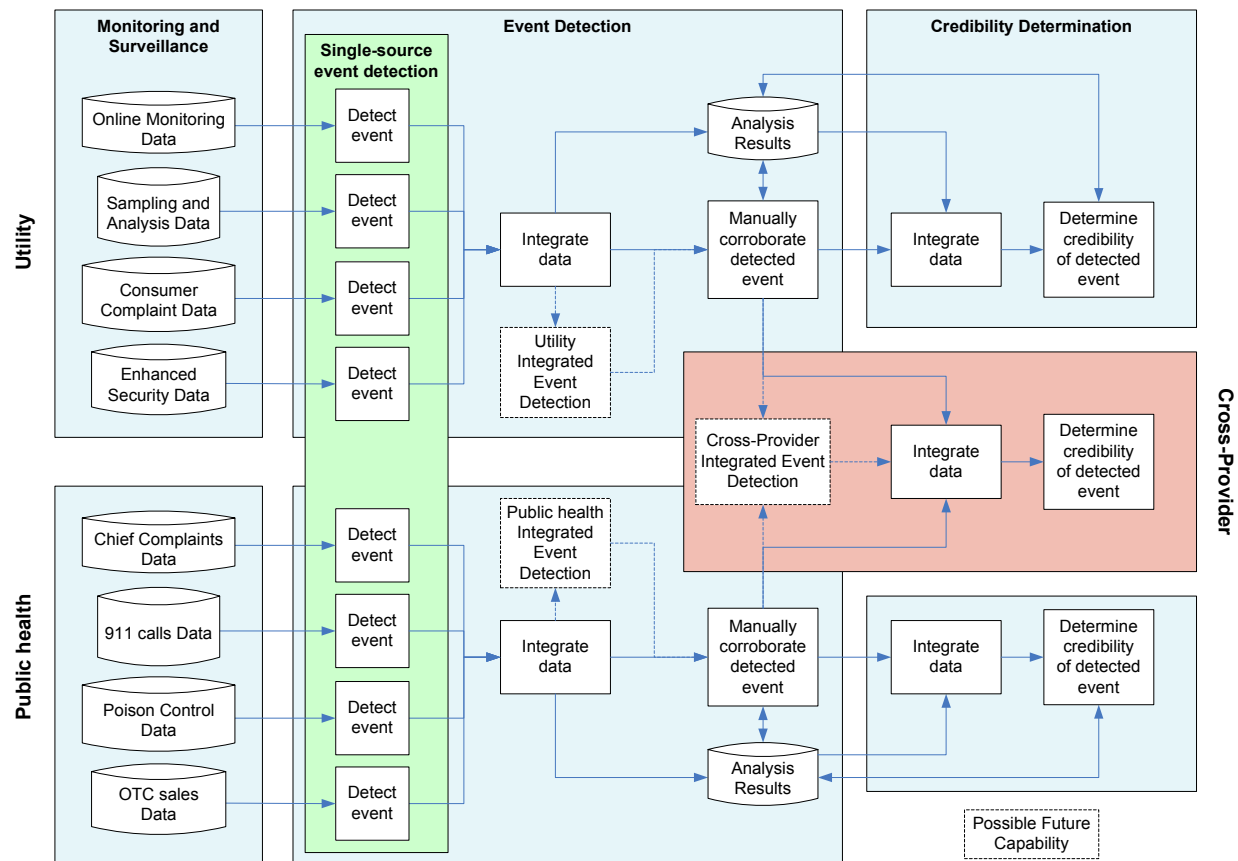 Monitoring and
Surveillance
Event Detection
Credibility Determination
Single-source
event detection
Utility
Online Monitoring
Data
Detect
event
Sampling and
Analysis Data
Detect
event
Consumer
Complaint Data
Detect
event
Enhanced
Security Data
Detect
event
Integrate
data
Utility
Integrated
Event
Detection
Analysis
Results
Manually
corroborate
detected
event
Integrate
data
Determine
credibility
of detected
event
Cross-Provider
Cross-Provider
Integrated Event
Detection
Integrate
data
Determine
credibility
of detected
event
Public health
Chief Complaints
Data
Detect
event
911 calls Data
Detect
event
Poison Control
Data
Detect
event
OTC sales
Data
Detect
event
Public health
Integrated
Event
Detection
Integrate
data
Manually
corroborate
detected
event
Analysis
Results
Integrate
data
Determine
credibility
of detected
event
Possible Future
Capability